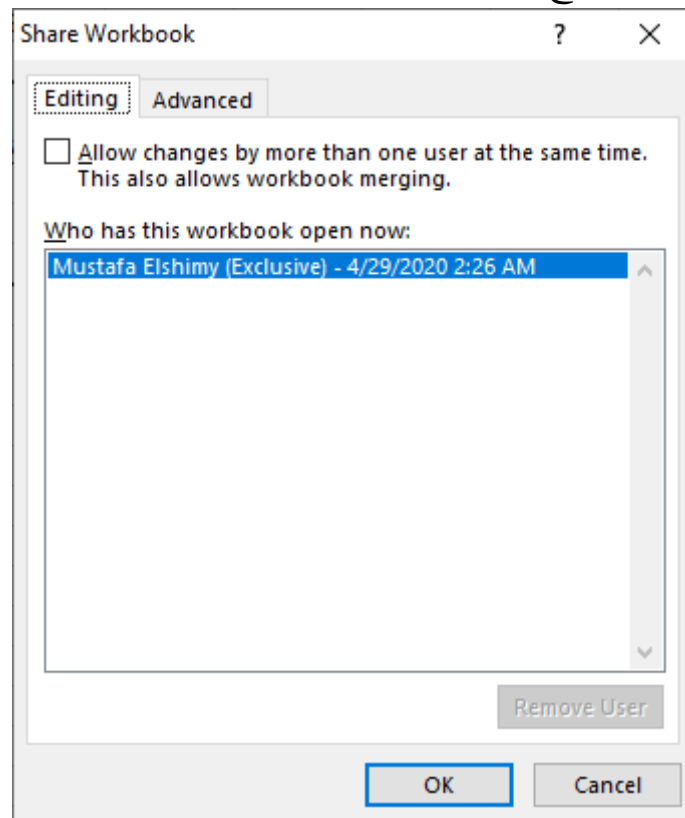 Share Workbook ? ×
Editing Advanced
Allow changes by more than one user at the same time.
This also allows workbook merging.
Who has this workbook open now:
Mustafa Elshimy (Exclusive) - 4/29/2020 2:26 AM
Remove User
OK Cancel